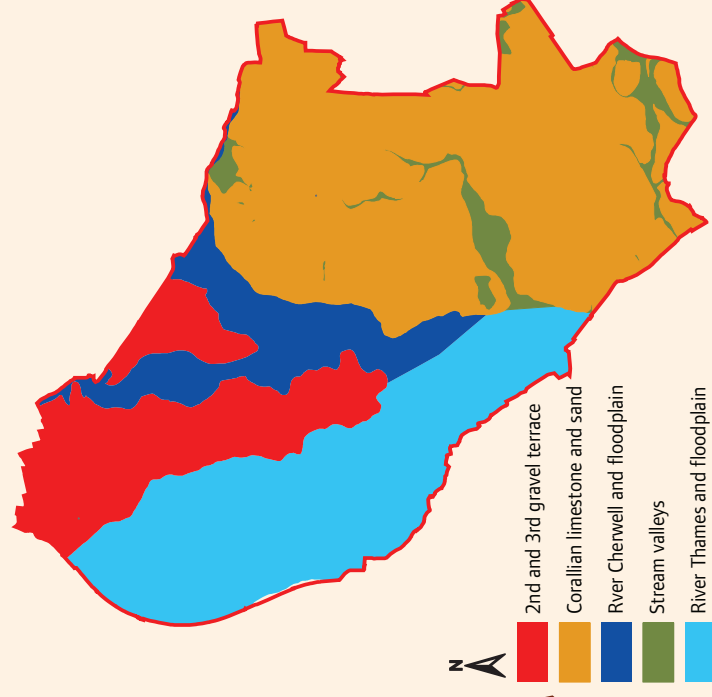 2nd and 3rd gravel terrace
Corallian limestone and sand
Rver Cherwell and floodplain
Stream valleys
River Thames and floodplain
N